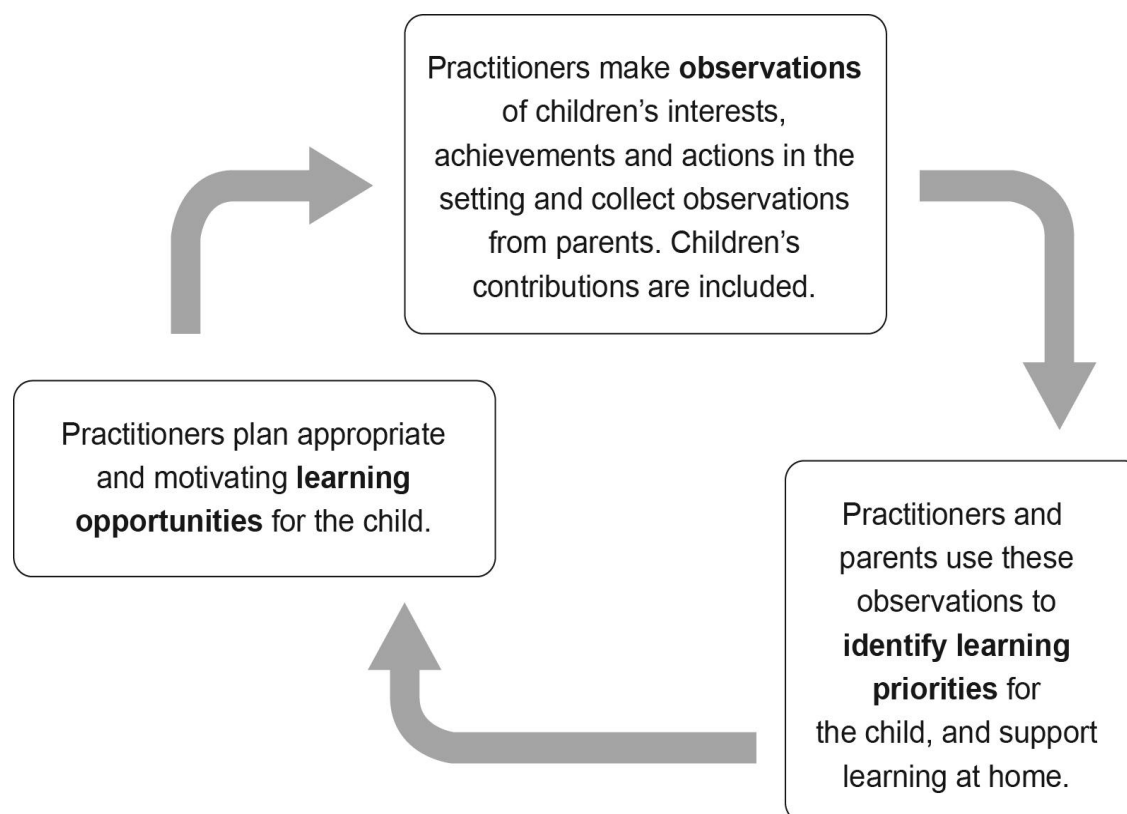 Practitioners make observations
of children’s interests,
achievements and actions in the
setting and collect observations
from parents. Children’s
contributions are included.
Practitioners and
parents use these
observations to
identify learning
priorities for
the child, and support
learning at home.
Practitioners plan appropriate
and motivating learning
opportunities for the child.